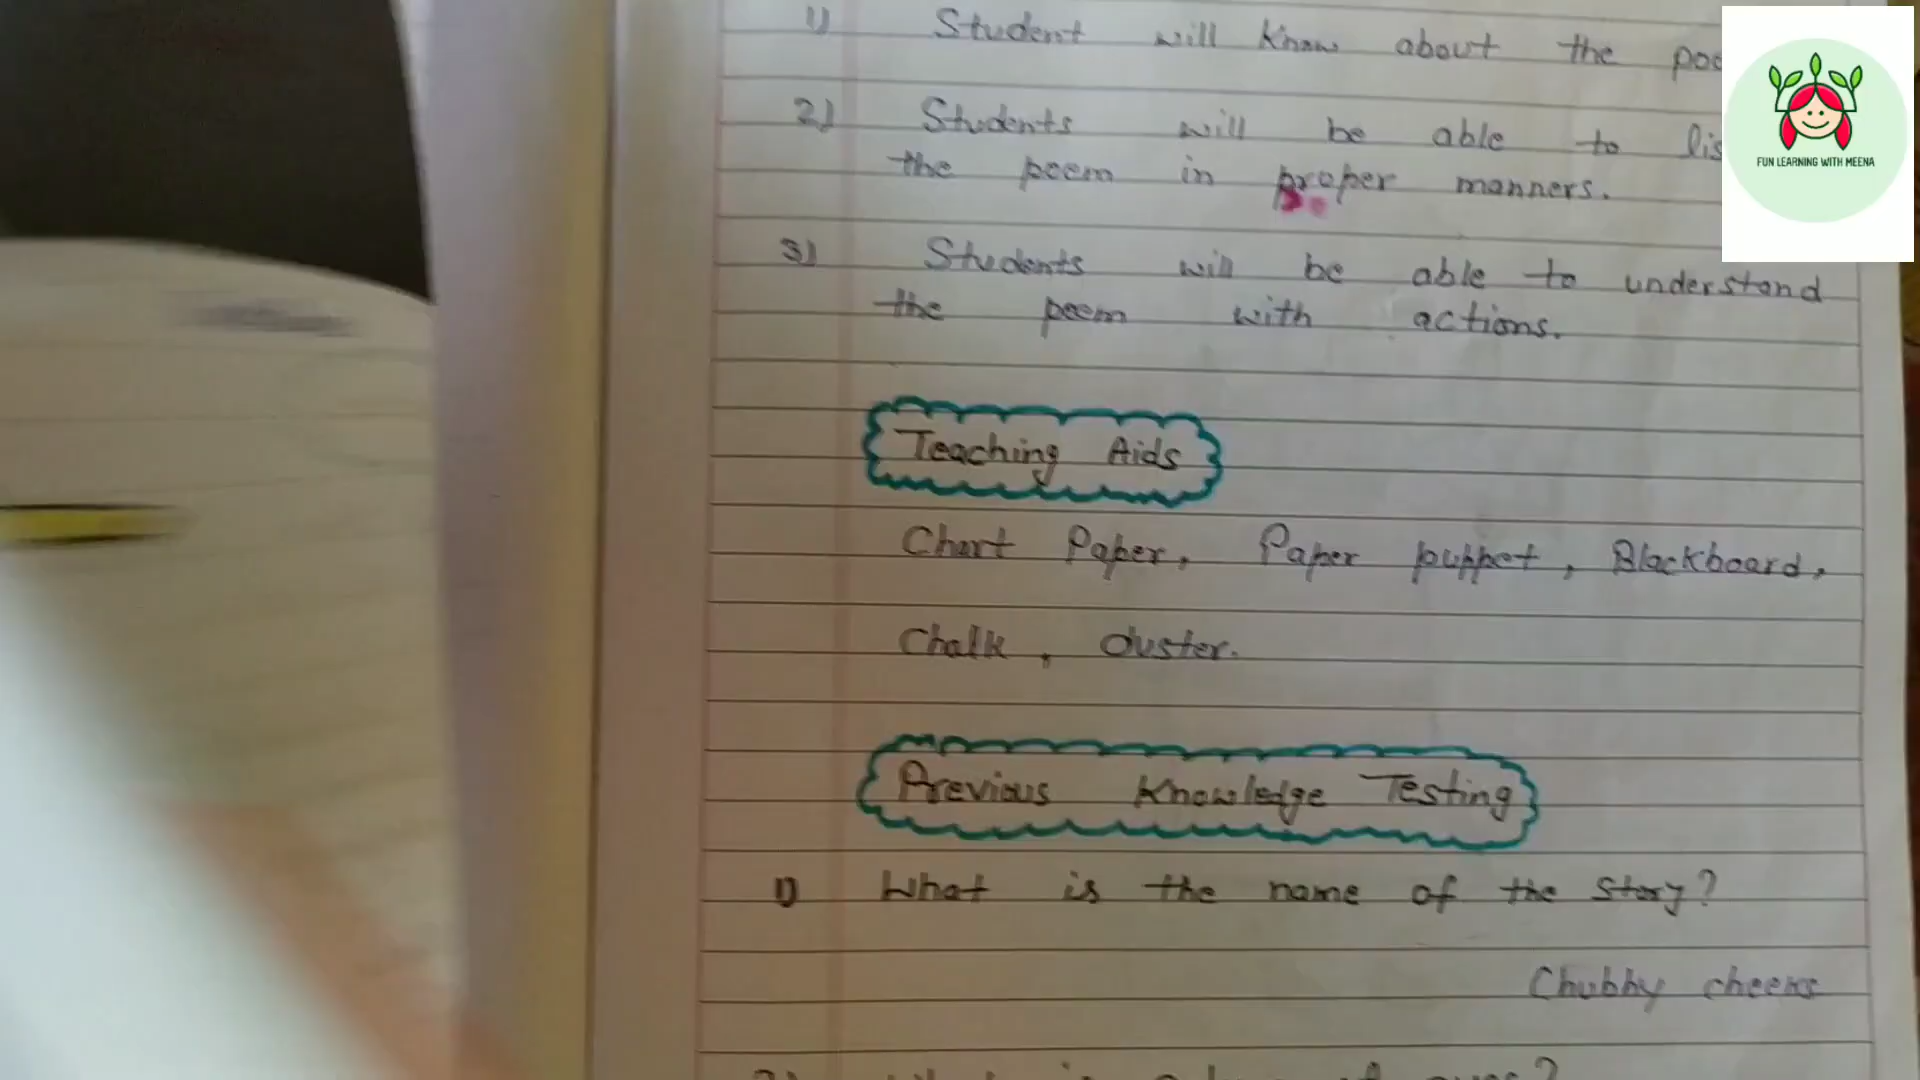 1) Student will know about the poe
2) Students will be able to lis
the poem in proper manners.
3) Students will be able to understand
the poem with actions.
Teaching Aids
Chart Paper, Paper puppet, Blackboard,
Chalk, Duster.
Previous Knowledge Testing
1) What is the name of the story?
Chubby cheeks
FUN LEARNING WITH MEENA